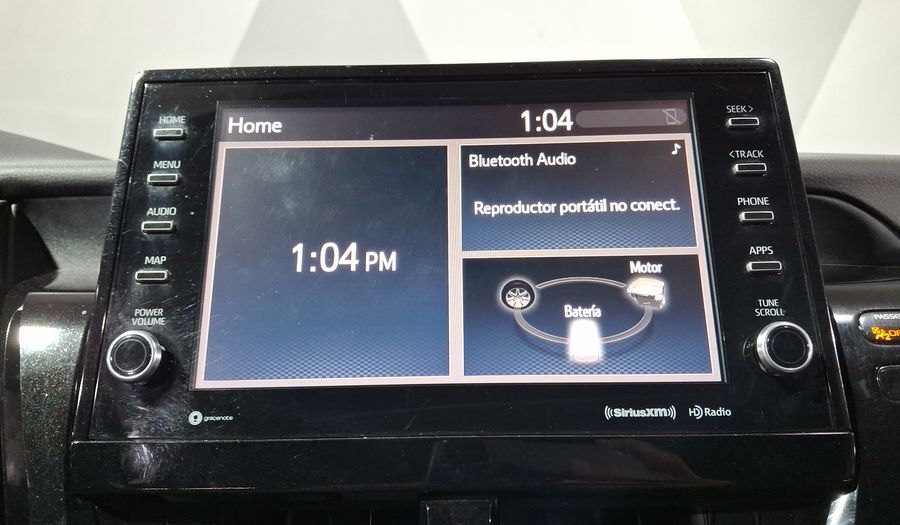 HOME
MENU
AUDIO
MAP
POWER
VOLUME
Home
1:04
1:04 PM
Bluetooth Audio
Reproductor portátil no conect.
Motor
Batería
SEEK >
< TRACK
PHONE
APPS
TUNE
SCROLL
gracenote
SiriusXM
HD Radio